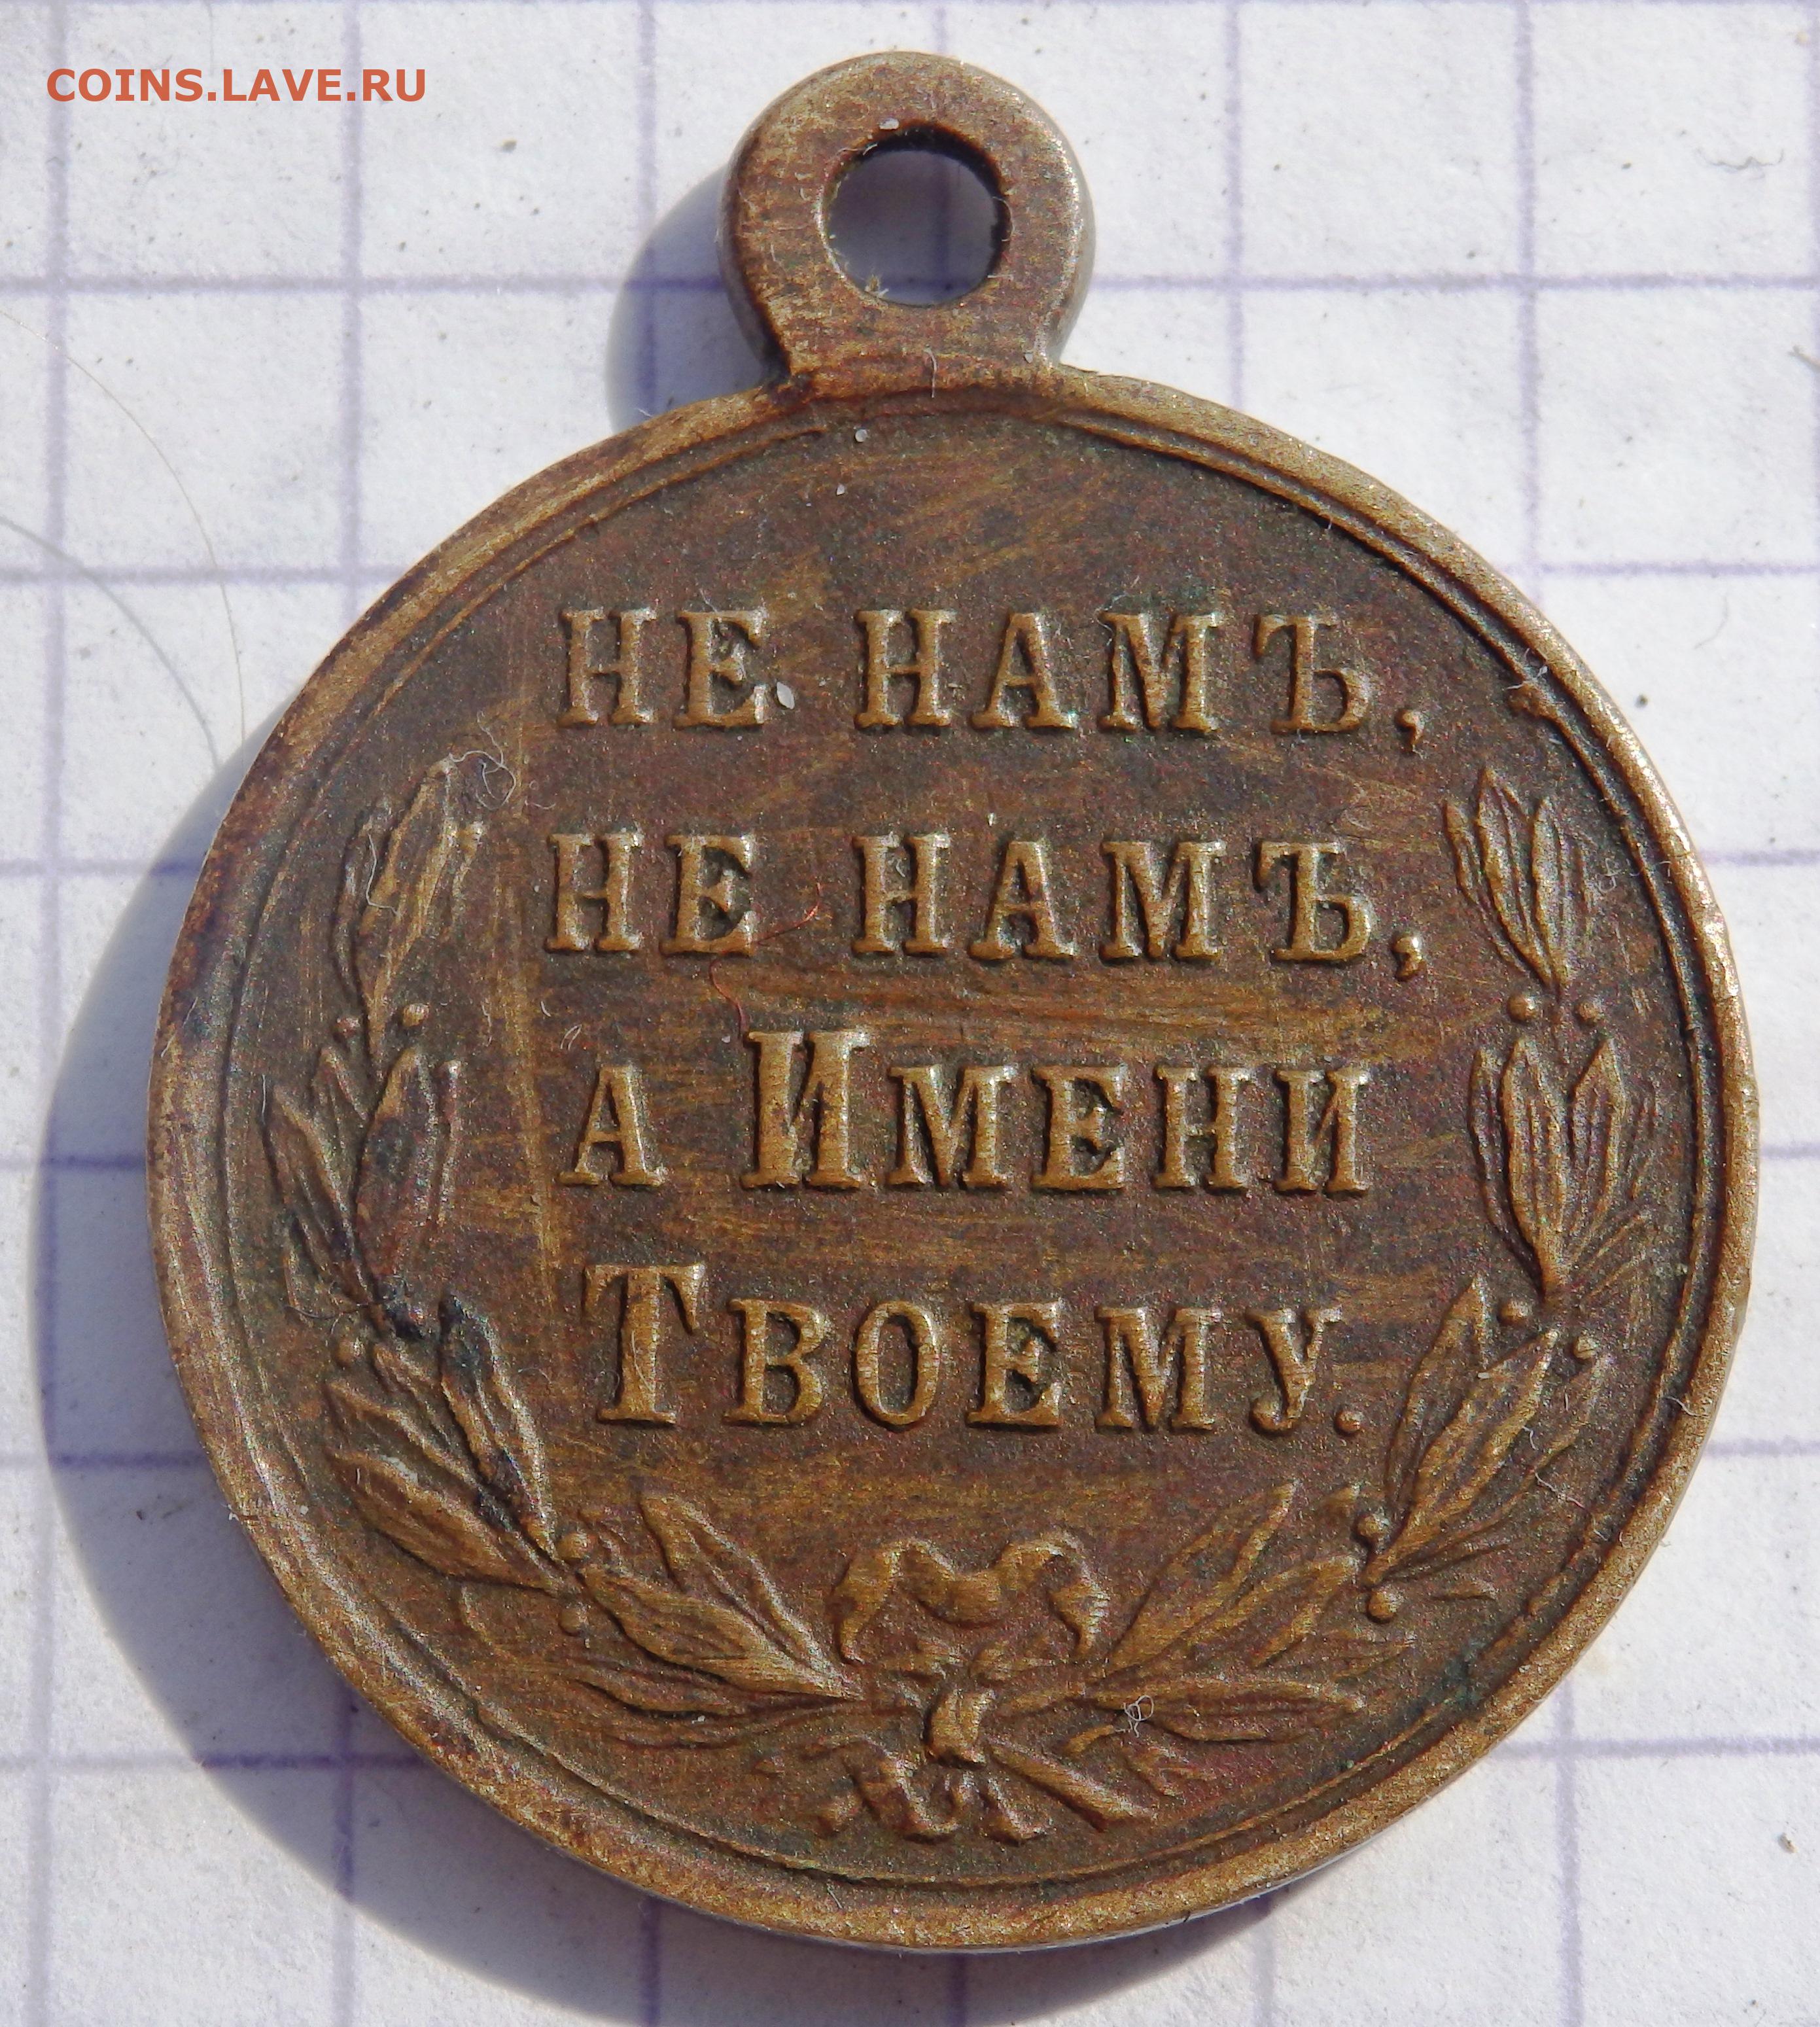 COINS.LAVE.RU
НЕ НАМЪ,
НЕ НАМЪ,
А ИМЕНИ
ТВОЕМУ.